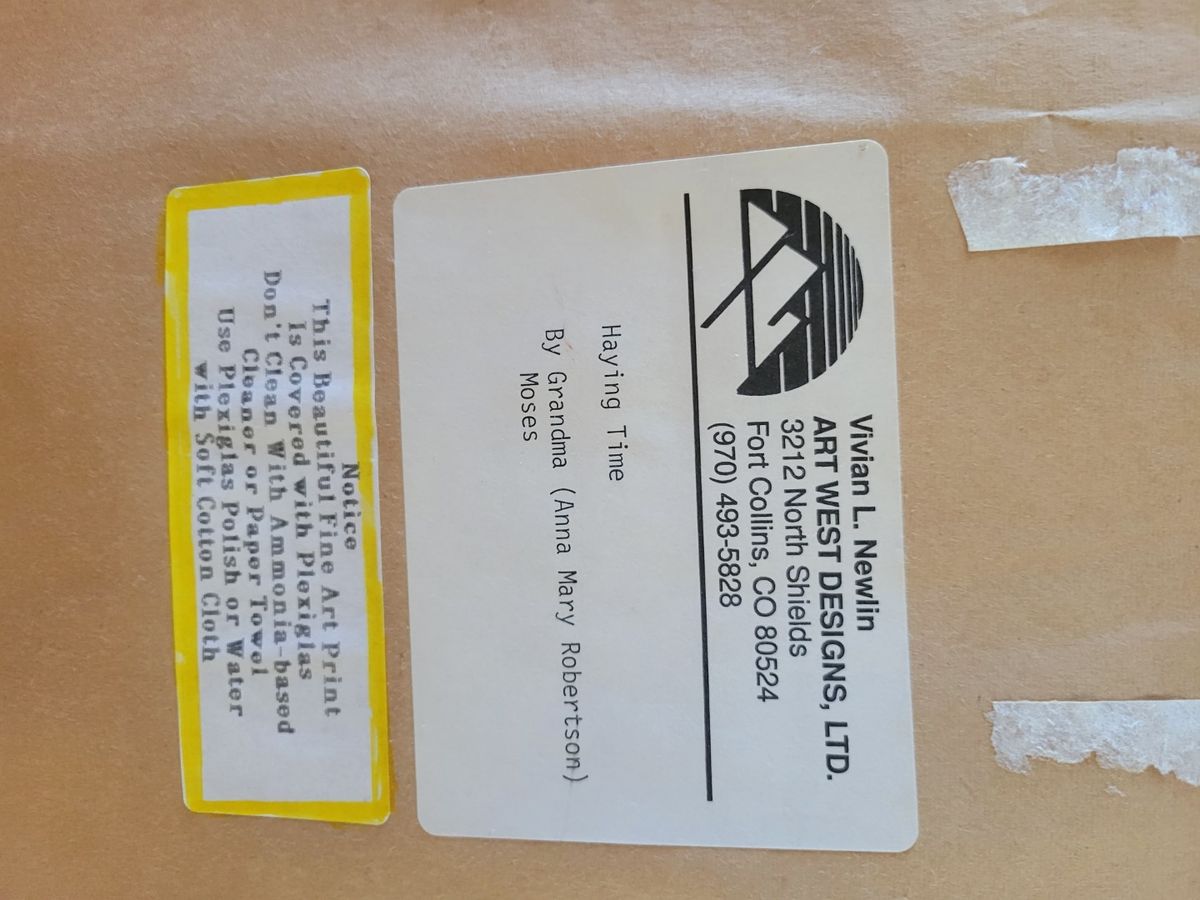 Vivian L. Newlin
ART WEST DESIGNS, LTD.
3212 North Shields
Fort Collins, CO 80524
(970) 493-5828
Haying Time
By Grandma (Anna Mary Robertson)
Moses
Notice
This Beautiful Fine Art Print
Is Covered with Plexiglas
Don't Clean With Ammonia-based
Cleaner or Paper Towel
Use Plexiglas Polish or Water
with Soft Cotton Cloth